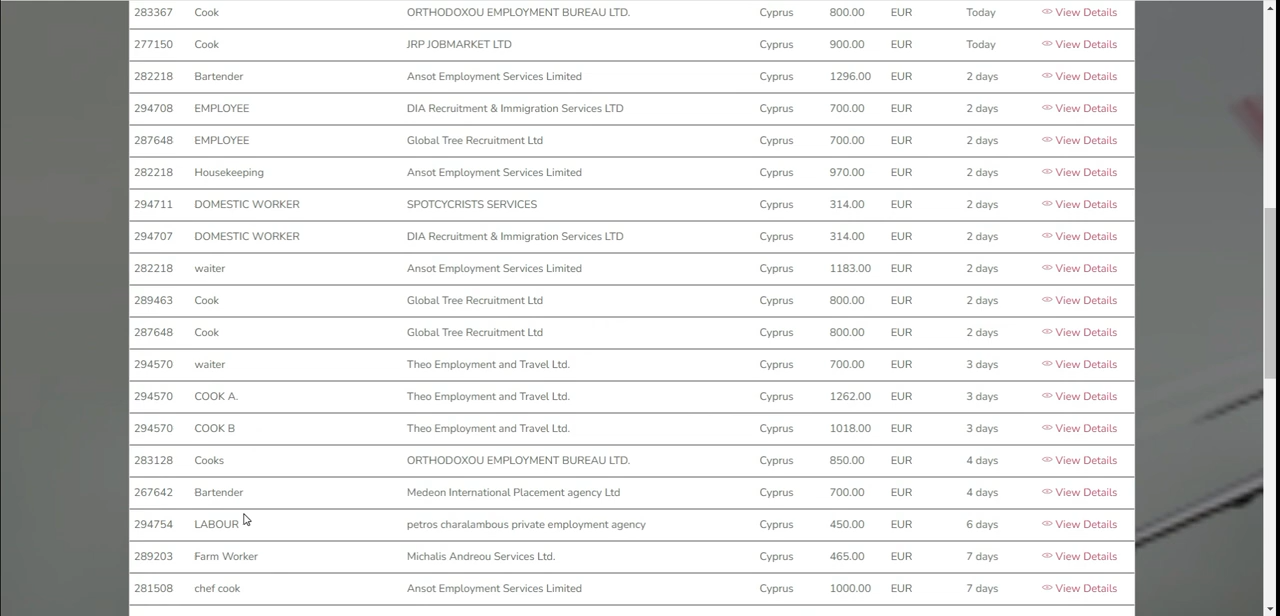 283367 Cook ORTHODOXOU EMPLOYMENT BUREAU LTD. Cyprus 800.00 EUR Today View Details
277150 Cook JRP JOBMARKET LTD Cyprus 900.00 EUR Today View Details
282218 Bartender Ansot Employment Services Limited Cyprus 1296.00 EUR 2 days View Details
294708 EMPLOYEE DIA Recruitment & Immigration Services LTD Cyprus 700.00 EUR 2 days View Details
287648 EMPLOYEE Global Tree Recruitment Ltd Cyprus 700.00 EUR 2 days View Details
282218 Housekeeping Ansot Employment Services Limited Cyprus 970.00 EUR 2 days View Details
294711 DOMESTIC WORKER SPOTCYCRISTS SERVICES Cyprus 314.00 EUR 2 days View Details
294707 DOMESTIC WORKER DIA Recruitment & Immigration Services LTD Cyprus 314.00 EUR 2 days View Details
282218 waiter Ansot Employment Services Limited Cyprus 1183.00 EUR 2 days View Details
289463 Cook Global Tree Recruitment Ltd Cyprus 800.00 EUR 2 days View Details
287648 Cook Global Tree Recruitment Ltd Cyprus 800.00 EUR 2 days View Details
294570 waiter Theo Employment and Travel Ltd. Cyprus 700.00 EUR 3 days View Details
294570 COOK A. Theo Employment and Travel Ltd. Cyprus 1262.00 EUR 3 days View Details
294570 COOK B Theo Employment and Travel Ltd. Cyprus 1018.00 EUR 3 days View Details
283128 Cooks ORTHODOXOU EMPLOYMENT BUREAU LTD. Cyprus 850.00 EUR 4 days View Details
267642 Bartender Medeon International Placement agency Ltd Cyprus 700.00 EUR 4 days View Details
294754 LABOUR petros charalambous private employment agency Cyprus 450.00 EUR 6 days View Details
289203 Farm Worker Michalis Andreou Services Ltd. Cyprus 465.00 EUR 7 days View Details
281508 chef cook Ansot Employment Services Limited Cyprus 1000.00 EUR 7 days View Details